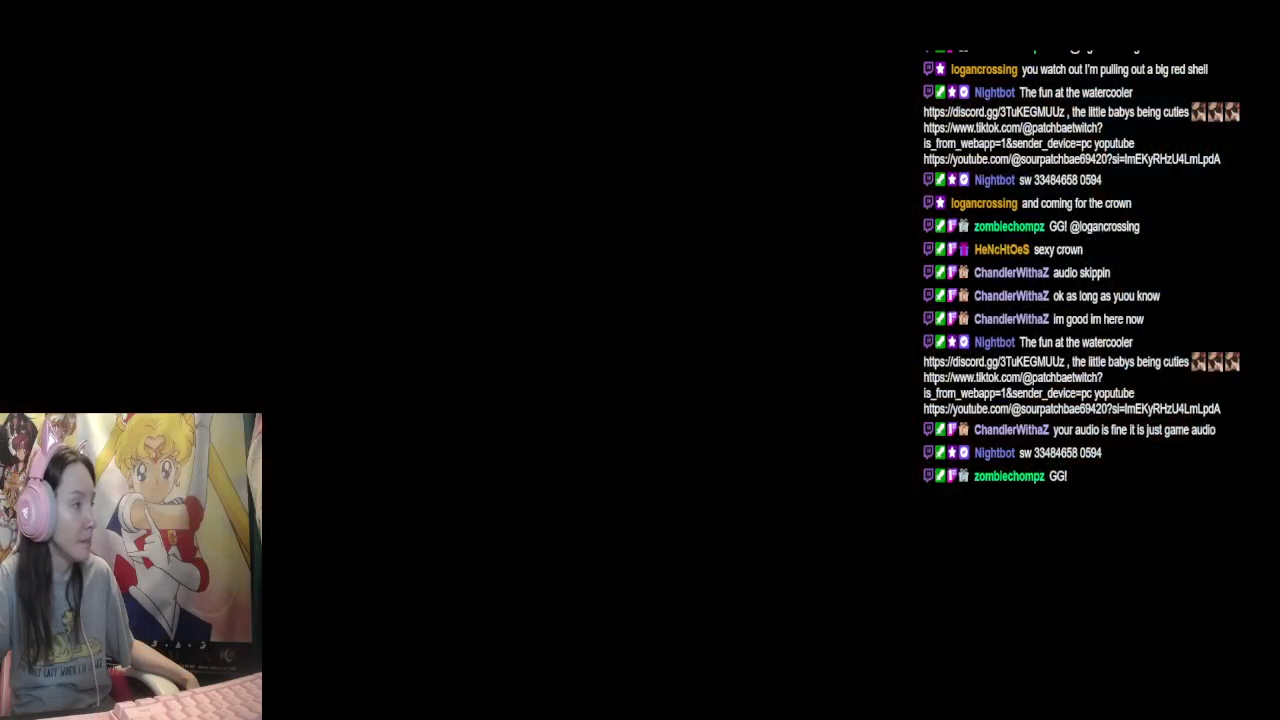 logancrossing you watch out I'm pulling out a big red shell
Nightbot The fun at the watercooler
https://discord.gg/3TuKEGMUUz , the little babys being cuties
https://www.tiktok.com/@patchbaetwitch?
is_from_webapp=1&sender_device=pc yoputube
https://youtube.com/@sourpatchbae69420?si=ImEKyRHzU4LmLpdA
Nightbot sw 33484658 0594
logancrossing and coming for the crown
zombiechompz GG! @logancrossing
HeNcHtOeS sexy crown
ChandlerWithaZ audio skippin
ChandlerWithaZ ok as long as yuou know
ChandlerWithaZ im good im here now
Nightbot The fun at the watercooler
https://discord.gg/3TuKEGMUUz , the little babys being cuties
https://www.tiktok.com/@patchbaetwitch?
is_from_webapp=1&sender_device=pc yoputube
https://youtube.com/@sourpatchbae69420?si=ImEKyRHzU4LmLpdA
ChandlerWithaZ your audio is fine it is just game audio
Nightbot sw 33484658 0594
zombiechompz GG!